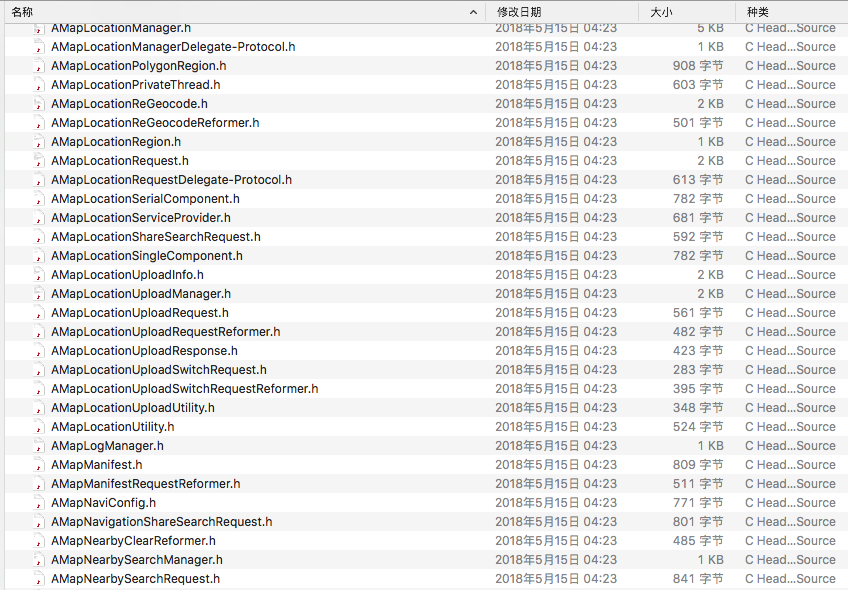 名称 修改日期 大小 种类
AMapLocationManager.h 2018年5月15日 04:23 5 KB C Head...Source
AMapLocationManagerDelegate-Protocol.h 2018年5月15日 04:23 1 KB C Head...Source
AMapLocationPolygonRegion.h 2018年5月15日 04:23 908 字节 C Head...Source
AMapLocationPrivateThread.h 2018年5月15日 04:23 603 字节 C Head...Source
AMapLocationReGeocode.h 2018年5月15日 04:23 2 KB C Head...Source
AMapLocationReGeocodeReformer.h 2018年5月15日 04:23 501 字节 C Head...Source
AMapLocationRegion.h 2018年5月15日 04:23 1 KB C Head...Source
AMapLocationRequest.h 2018年5月15日 04:23 2 KB C Head...Source
AMapLocationRequestDelegate-Protocol.h 2018年5月15日 04:23 613 字节 C Head...Source
AMapLocationSerialComponent.h 2018年5月15日 04:23 782 字节 C Head...Source
AMapLocationServiceProvider.h 2018年5月15日 04:23 681 字节 C Head...Source
AMapLocationShareSearchRequest.h 2018年5月15日 04:23 592 字节 C Head...Source
AMapLocationSingleComponent.h 2018年5月15日 04:23 782 字节 C Head...Source
AMapLocationUploadInfo.h 2018年5月15日 04:23 2 KB C Head...Source
AMapLocationUploadManager.h 2018年5月15日 04:23 2 KB C Head...Source
AMapLocationUploadRequest.h 2018年5月15日 04:23 561 字节 C Head...Source
AMapLocationUploadRequestReformer.h 2018年5月15日 04:23 482 字节 C Head...Source
AMapLocationUploadResponse.h 2018年5月15日 04:23 423 字节 C Head...Source
AMapLocationUploadSwitchRequest.h 2018年5月15日 04:23 283 字节 C Head...Source
AMapLocationUploadSwitchRequestReformer.h 2018年5月15日 04:23 395 字节 C Head...Source
AMapLocationUploadUtility.h 2018年5月15日 04:23 348 字节 C Head...Source
AMapLocationUtility.h 2018年5月15日 04:23 524 字节 C Head...Source
AMapLogManager.h 2018年5月15日 04:23 1 KB C Head...Source
AMapManifest.h 2018年5月15日 04:23 809 字节 C Head...Source
AMapManifestRequestReformer.h 2018年5月15日 04:23 511 字节 C Head...Source
AMapNaviConfig.h 2018年5月15日 04:23 771 字节 C Head...Source
AMapNavigationShareSearchRequest.h 2018年5月15日 04:23 801 字节 C Head...Source
AMapNearbyClearReformer.h 2018年5月15日 04:23 485 字节 C Head...Source
AMapNearbySearchManager.h 2018年5月15日 04:23 1 KB C Head...Source
AMapNearbySearchRequest.h 2018年5月15日 04:23 841 字节 C Head...Source